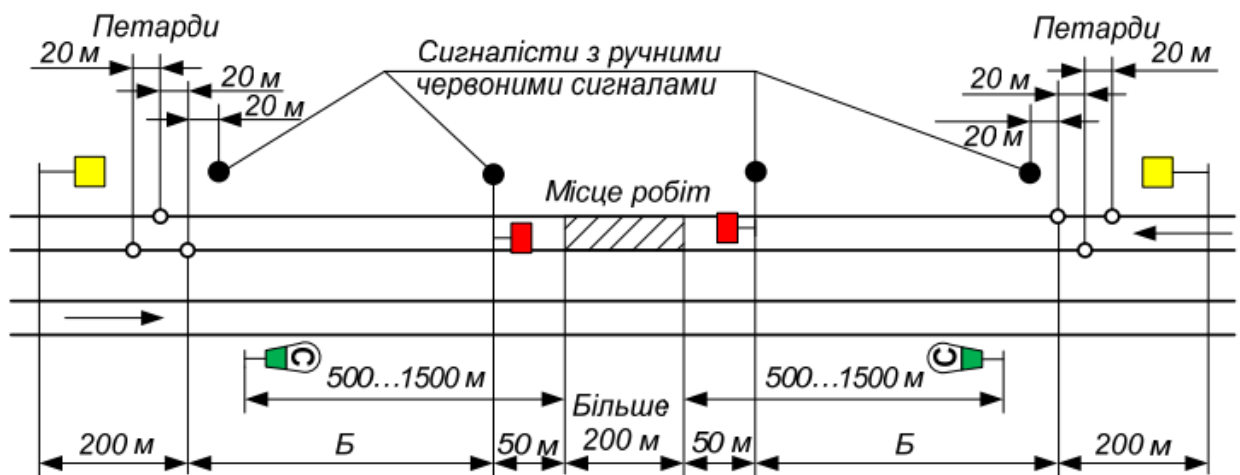 Петарди
Петарди
20 м
Сигналісти з ручними
20 м
20 м
червоними сигналами
20 м
20 м
20 м
Місце робіт
С
С
500...1500 м
500...1500 м
Більше
200 м
Б
50 м
200 м
50 м
Б
200 м